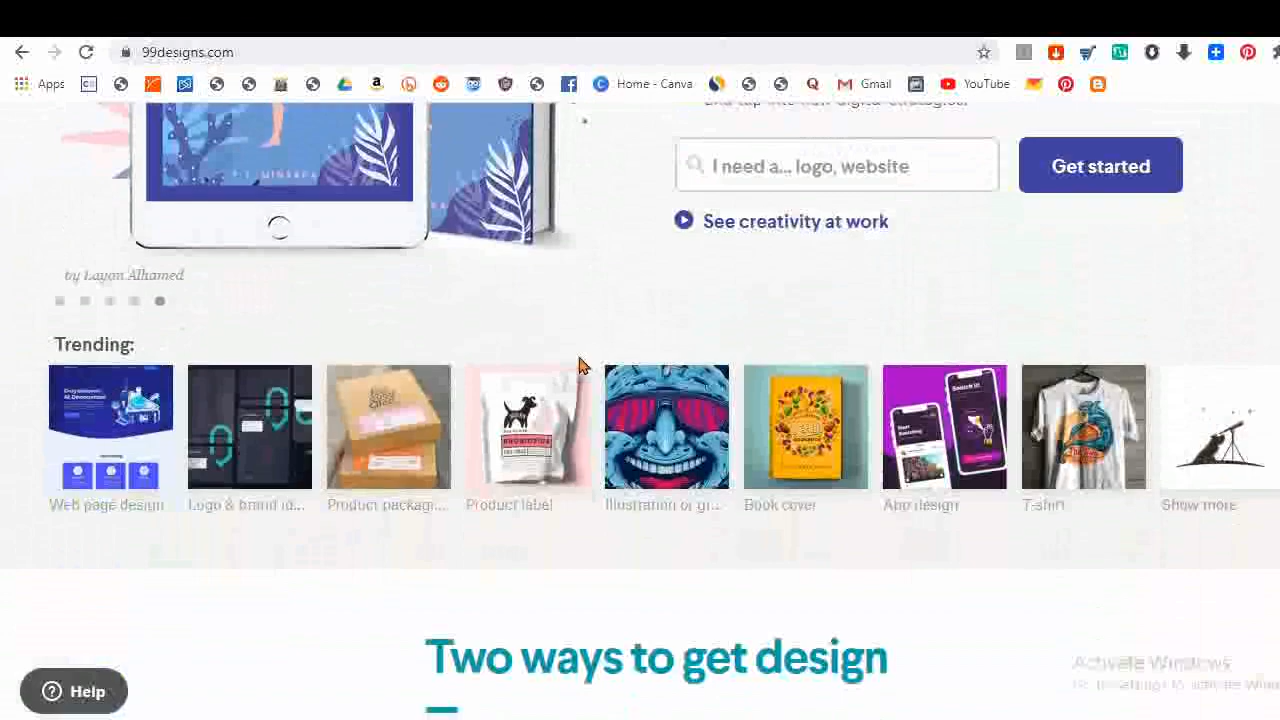 99designs.com
Apps
Home - Canva
Gmail
YouTube
I need a... logo, website
Get started
See creativity at work
by Layan Alhamed
Trending:
Web page design
Logo & brand id...
Product packagi...
Product label
Illustration or gr...
Book cover
App design
T-shirt
Show more
Two ways to get design
Activate Windows
Help